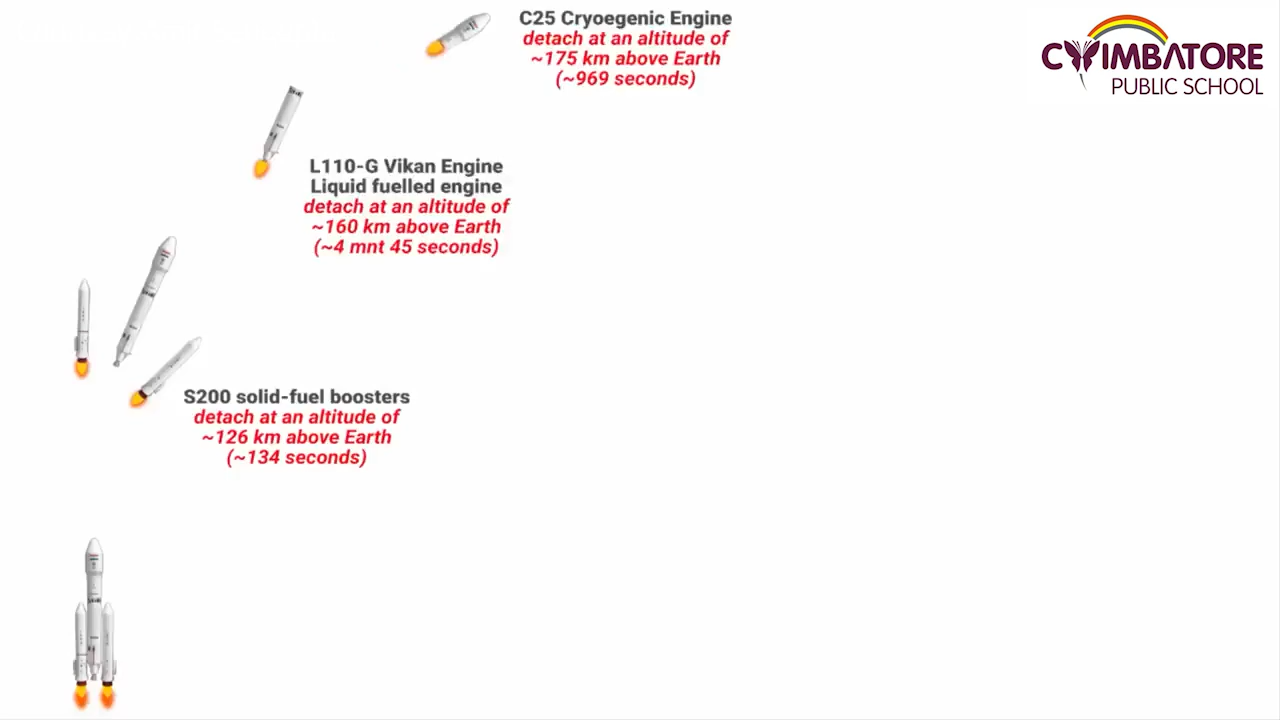 C25 Cryoegenic Engine
detach at an altitude of
~175 km above Earth
(~969 seconds)
COIMBATORE
PUBLIC SCHOOL
L110-G Vikan Engine
Liquid fuelled engine
detach at an altitude of
~160 km above Earth
(~4 mnt 45 seconds)
S200 solid-fuel boosters
detach at an altitude of
~126 km above Earth
(~134 seconds)